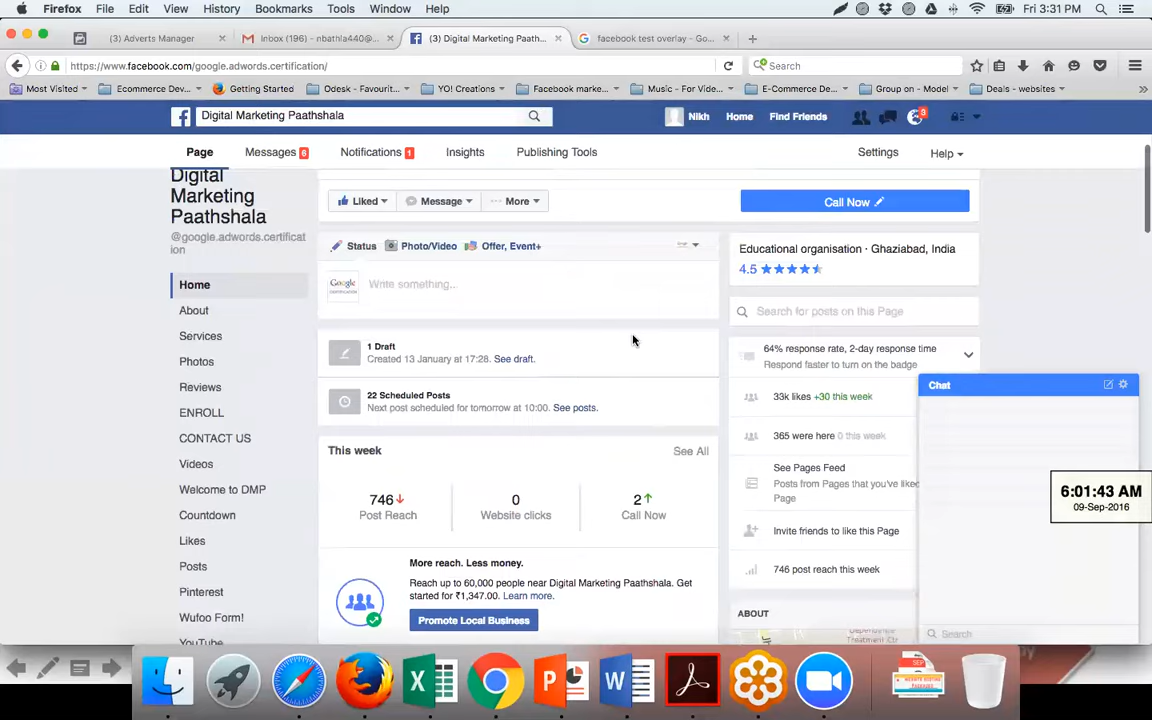 Firefox File Edit View History Bookmarks Tools Window Help Fri 3:31 PM
(3) Adverts Manager
Inbox (196) - nbathla440@...
(3) Digital Marketing Paath...
facebook test overlay - Go...
https://www.facebook.com/google.adwords.certification/
Search
Most Visited
Ecommerce Dev...
Getting Started
Odesk - Favourit...
YO! Creations
Facebook marke...
Music - For Vide...
E-Commerce De...
Group on - Model
Deals - websites
Digital Marketing Paathshala
Nikh Home Find Friends
Page Messages 6 Notifications 1 Insights Publishing Tools Settings Help
Digital
Marketing
Paathshala
@google.adwords.certificat
ion
Home
About
Services
Photos
Reviews
ENROLL
CONTACT US
Videos
Welcome to DMP
Countdown
Likes
Posts
Pinterest
Wufoo Form!
YouTube
Liked Message More
Call Now
Status Photo/Video Offer, Event+
Google
Write something...
1 Draft
Created 13 January at 17:28. See draft.
22 Scheduled Posts
Next post scheduled for tomorrow at 10:00. See posts.
This week See All
746 0 2
Post Reach Website clicks Call Now
More reach. Less money.
Reach up to 60,000 people near Digital Marketing Paathshala. Get
started for ₹1,347.00. Learn more.
Promote Local Business
Educational organisation · Ghaziabad, India
4.5
Search for posts on this Page
64% response rate, 2-day response time
Respond faster to turn on the badge
33k likes +30 this week
365 were here 0 this week
See Pages Feed
Posts from Pages that you've liked
Page
Invite friends to like this Page
746 post reach this week
ABOUT
Chat
Search
6:01:43 AM
09-Sep-2016